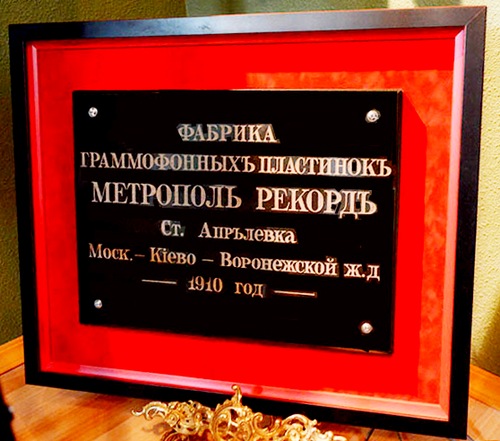 ФАБРИКА
ГРАММОФОННЫХЪ ПЛАСТИНОКЪ
МЕТРОПОЛЬ РЕКОРДЪ
Ст. Апрѣлевка
Моск. – Кіево – Воронежской ж.д
— 1910 год —